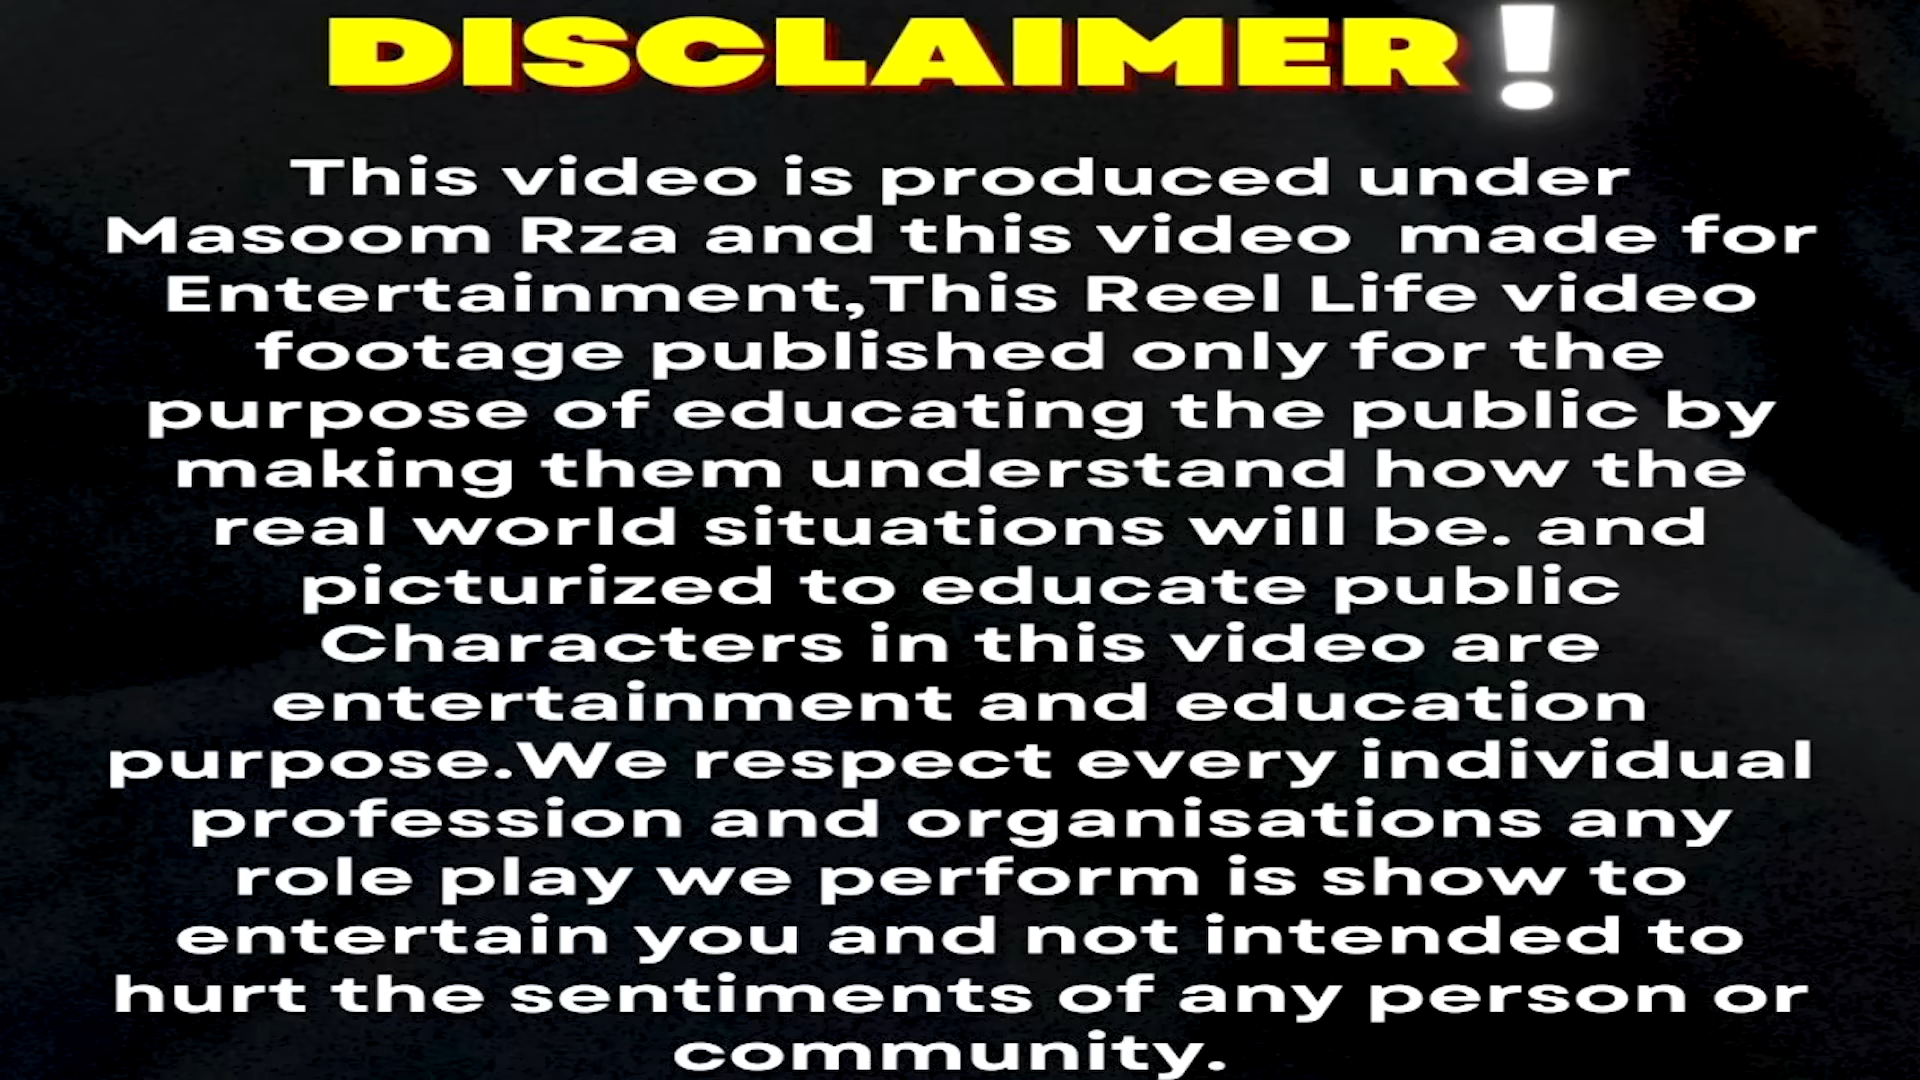 DISCLAIMER!
This video is produced under
Masoom Rza and this video  made for
Entertainment,This Reel Life video
footage published only for the
purpose of educating the public by
making them understand how the
real world situations will be. and
picturized to educate public
Characters in this video are
entertainment and education
purpose.We respect every individual
profession and organisations any
role play we perform is show to
entertain you and not intended to
hurt the sentiments of any person or
community.